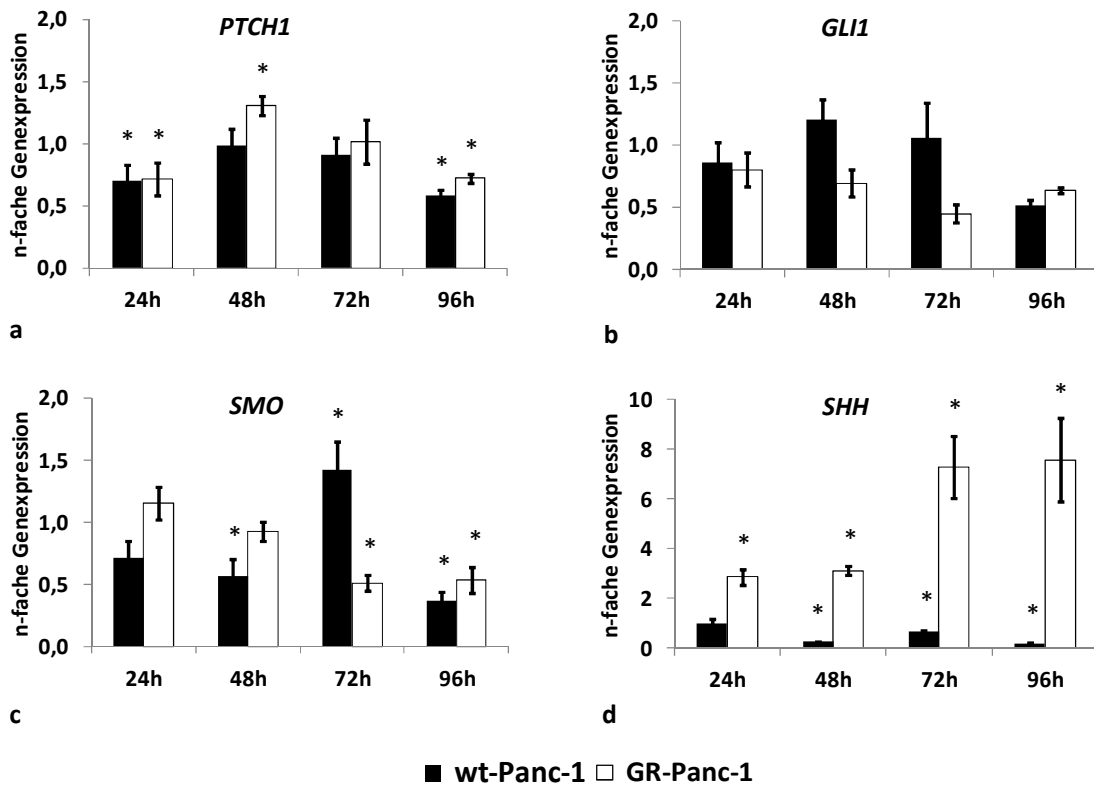 PTCH1
n-fache Genexpression
2,0
1,5
1,0
0,5
0,0
* * * * *
24h 48h 72h 96h
a
GLI1
n-fache Genexpression
2,0
1,5
1,0
0,5
0,0
24h 48h 72h 96h
b
SMO
n-fache Genexpression
2,0
1,5
1,0
0,5
0,0
* * * * *
24h 48h 72h 96h
c
SHH
n-fache Genexpression
10
8
6
4
2
0
* * * * * * *
24h 48h 72h 96h
d
wt-Panc-1 GR-Panc-1